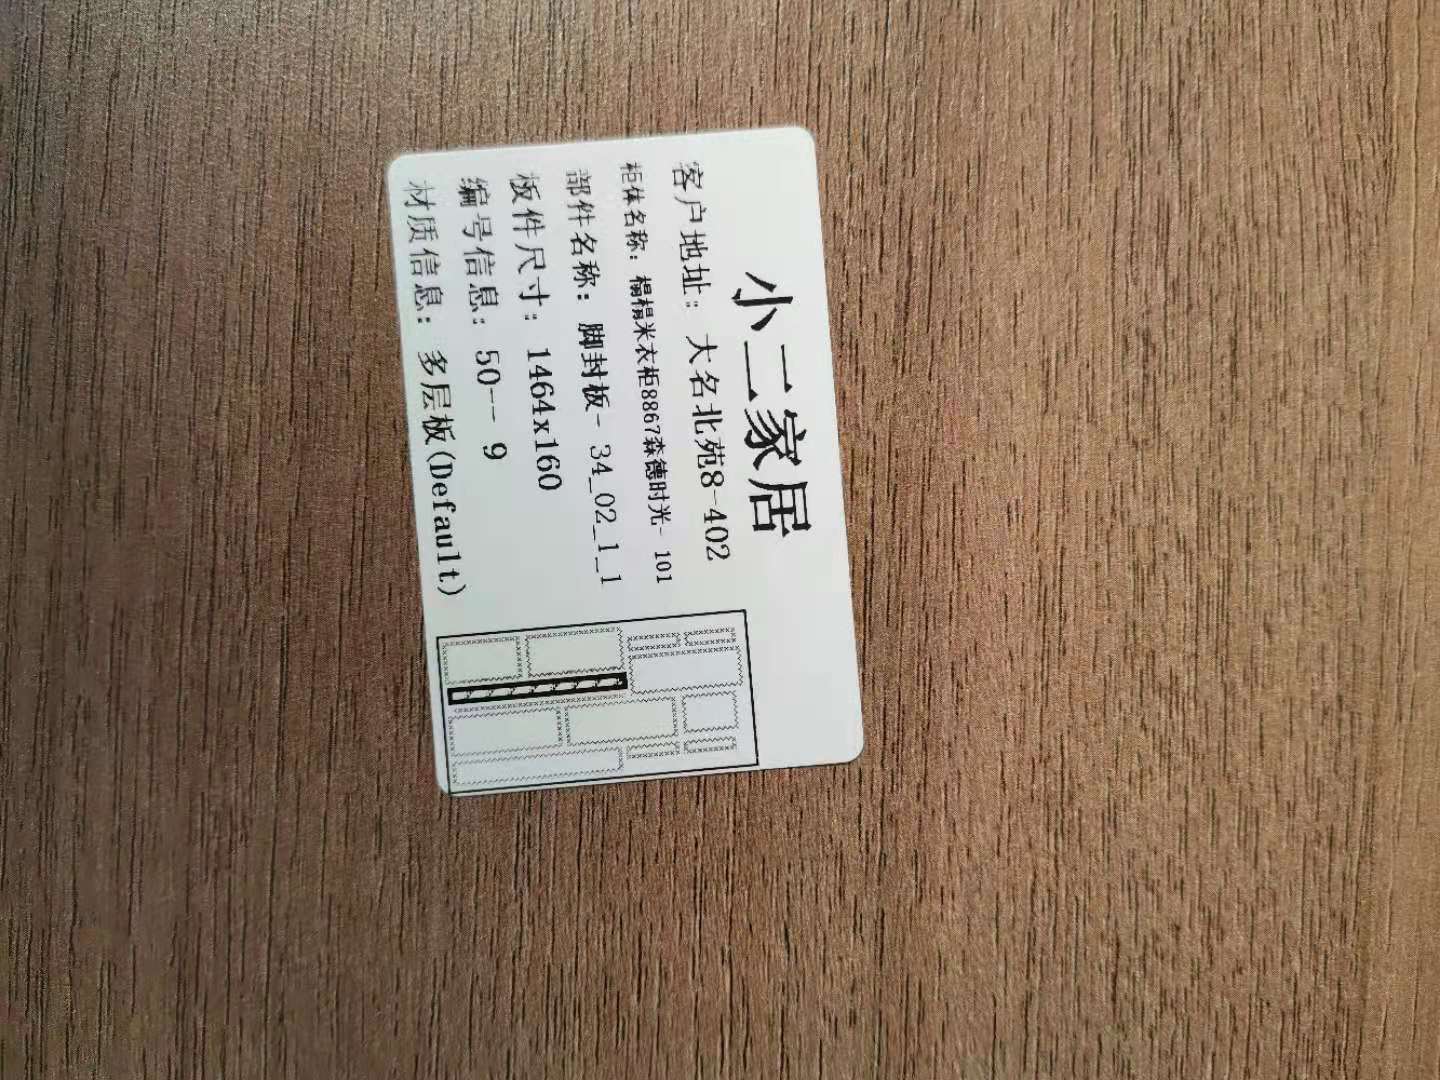 小二家居
客户地址：大名北苑8-402
柜体名称：榻榻米衣柜8867森德时光- 101
部件名称：脚封板- 34_02_1_1
板件尺寸：1464x160
编号信息：50-- 9
材质信息：多层板(Default)